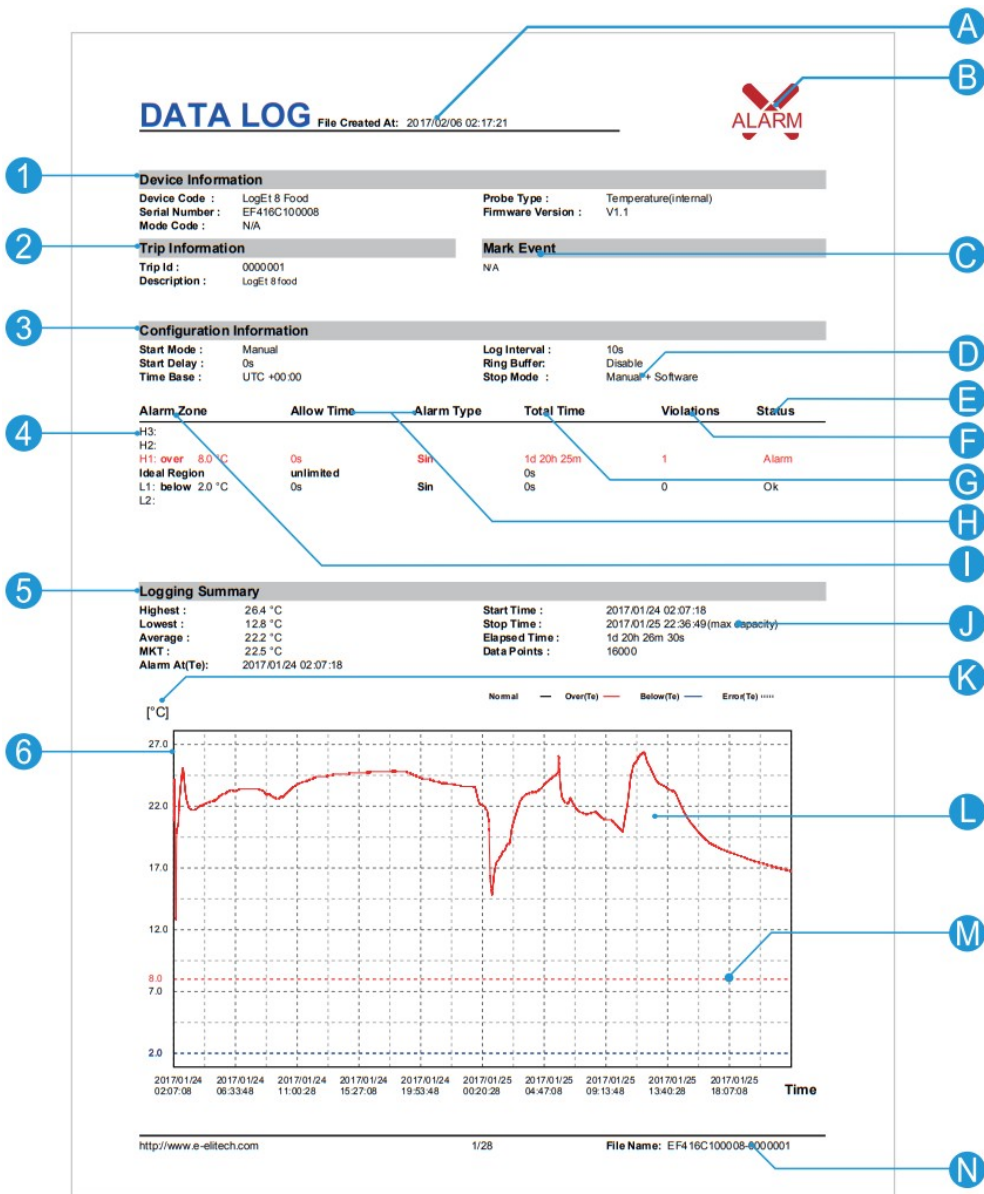 A
B
DATA LOG File Created At: 2017/02/06 02:17:21
ALARM
1
Device Information
Device Code : LogEt 8 Food Probe Type : Temperature(internal)
Serial Number : EF416C100008 Firmware Version : V1.1
Mode Code : N/A
2
Trip Information Mark Event
C
Trip Id : 0000001 N/A
Description : LogEt 8 food
3
Configuration Information
Start Mode : Manual Log Interval : 10s
Start Delay : 0s Ring Buffer: Disable
D
Time Base : UTC +00:00 Stop Mode : Manual + Software
E
Alarm Zone Allow Time Alarm Type Total Time Violations Status
4
H3:
F
H2:
H1: over 8.0 °C 0s Sin 1d 20h 25m 1 Alarm
Ideal Region unlimited 0s
G
L1: below 2.0 °C 0s Sin 0s 0 Ok
L2:
H
I
5
Logging Summary
Highest : 26.4 °C Start Time : 2017/01/24 02:07:18
Lowest : 12.8 °C Stop Time : 2017/01/25 22:36:49(max capacity)
J
Average : 22.2 °C Elapsed Time : 1d 20h 26m 30s
MKT : 22.5 °C Data Points : 16000
Alarm At(Te): 2017/01/24 02:07:18
K
Normal Over(Te) Below(Te) Error(Te)
[°C]
6
27.0
22.0
L
17.0
12.0
M
8.0
7.0
2.0
2017/01/24 2017/01/24 2017/01/24 2017/01/24 2017/01/24 2017/01/25 2017/01/25 2017/01/25 2017/01/25 2017/01/25
02:07:08 06:33:48 11:00:28 15:27:08 19:53:48 00:20:28 04:47:08 09:13:48 13:40:28 18:07:08 Time
http://www.e-elitech.com 1/28 File Name: EF416C100008-0000001
N